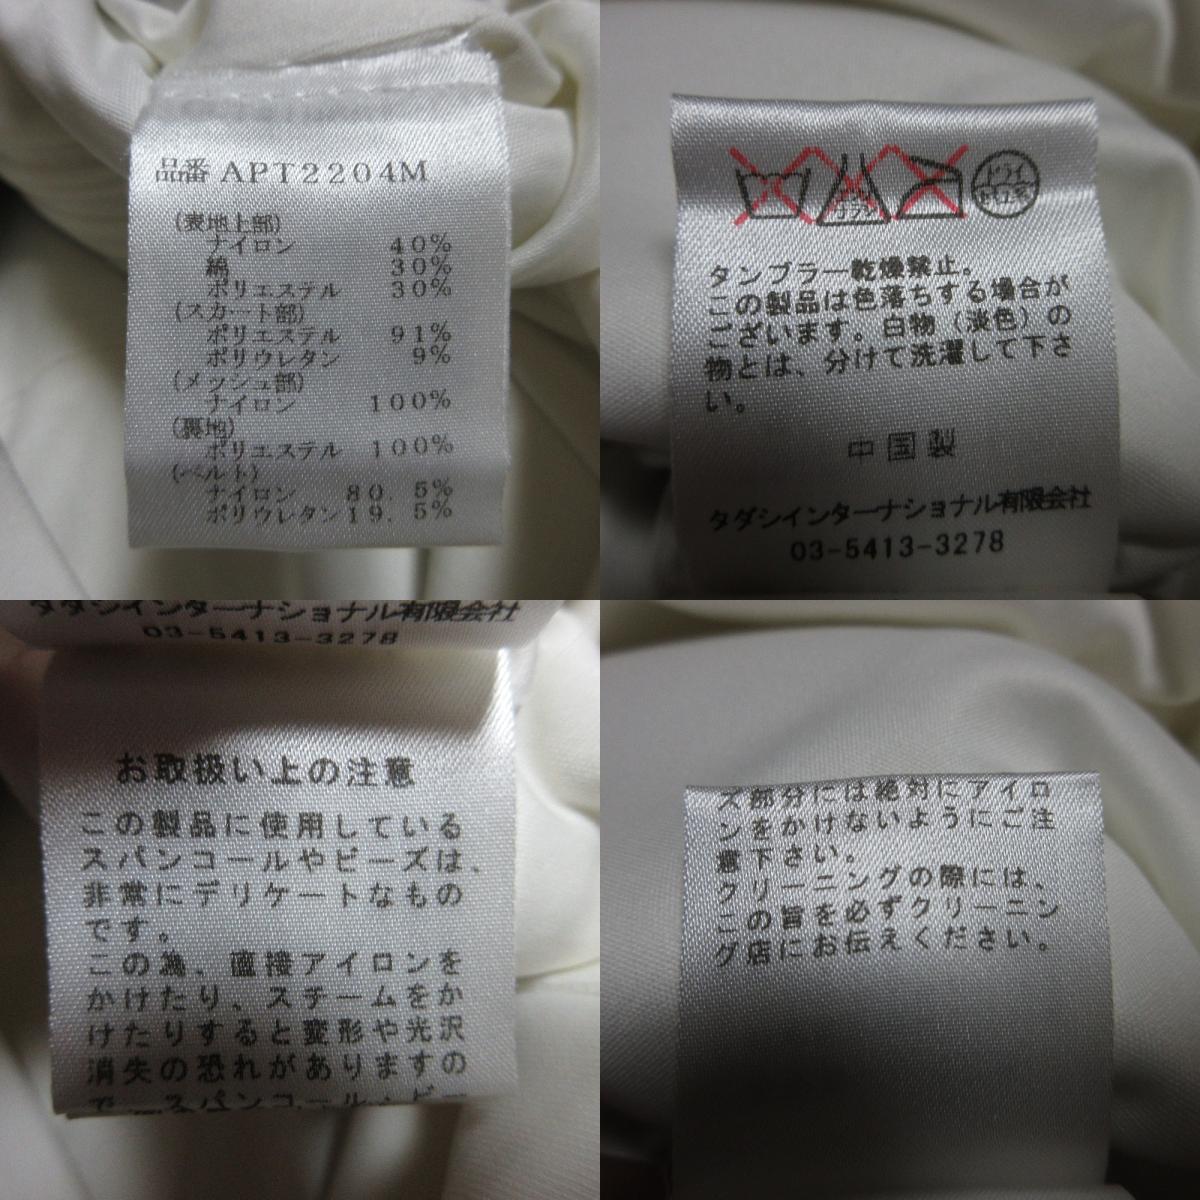 品番 APT2204M
(表地上部)
ナイロン 40%
綿 30%
ポリエステル 30%
(スカート部)
ポリエステル 91%
ポリウレタン 9%
(メッシュ部)
ナイロン 100%
(裏地)
ポリエステル 100%
(ベルト)
ナイロン 80.5%
ポリウレタン 19.5%
ドライ
タンブラー乾燥禁止。
この製品は色落ちする場合が
ございます。白物(淡色)の
物とは、分けて洗濯して下さ
い。
中国製
タダシインターナショナル有限会社
03-5413-3278
タダシインターナショナル有限会社
03-5413-3278
お取扱い上の注意
この製品に使用している
スパンコールやビーズは、
非常にデリケートなもの
です。
この為、直接アイロンを
かけたり、スチームをか
けたりすると変形や光沢
消失の恐れがありますの
で、スパンコール・ビー
ズ部分には絶対にアイロ
ンをかけないようにご注
意下さい。
クリーニングの際には、
この旨を必ずクリーニン
グ店にお伝えください。